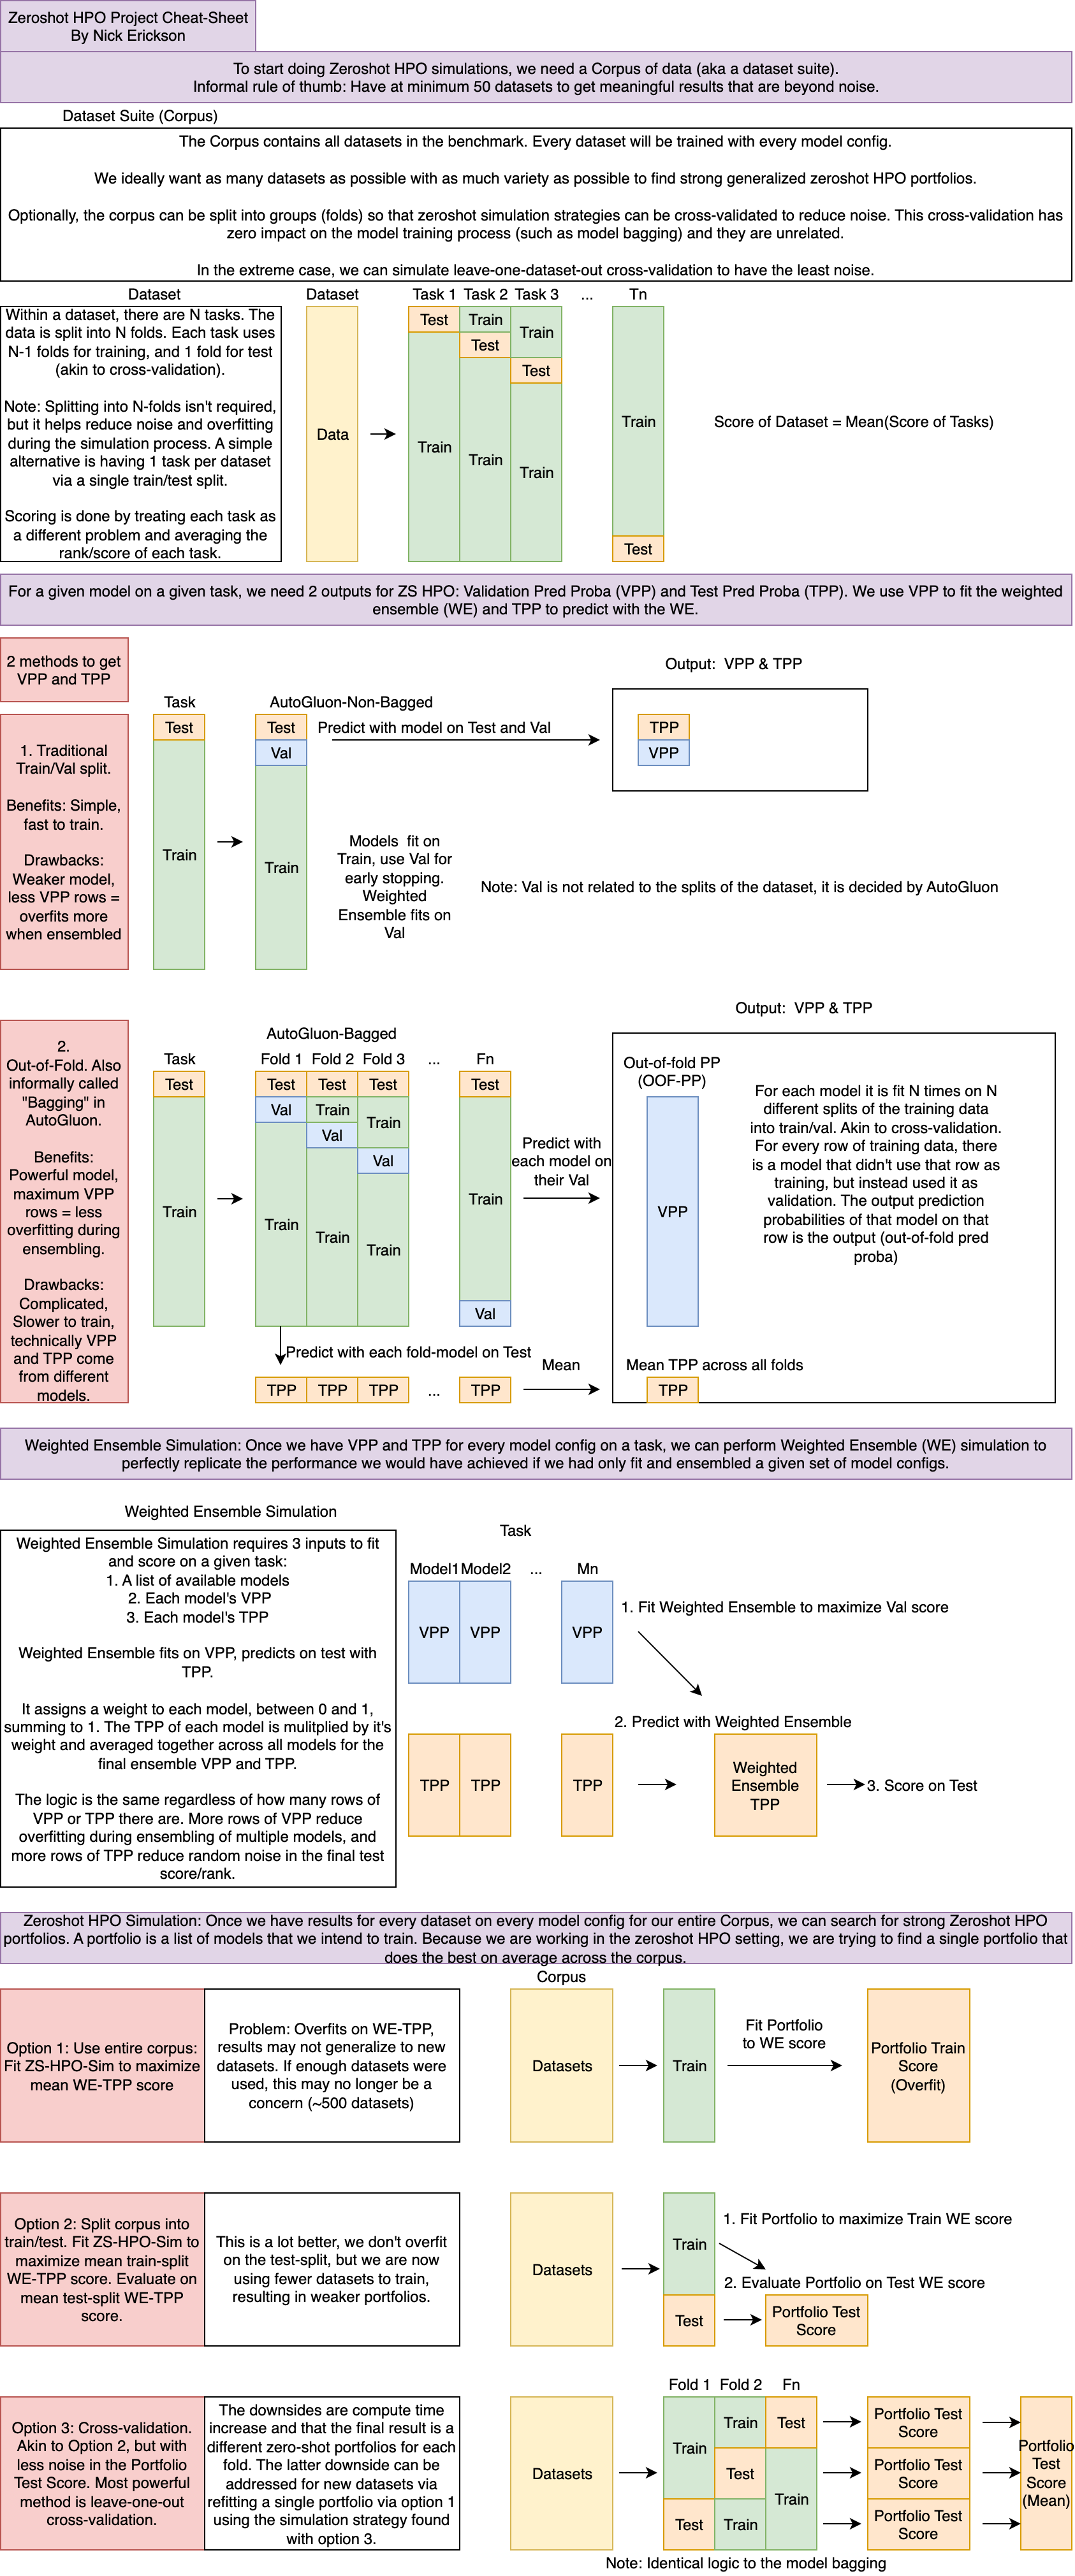 Zeroshot HPO Project Cheat-Sheet
By Nick Erickson
To start doing Zeroshot HPO simulations, we need a Corpus of data (aka a dataset suite).
Informal rule of thumb: Have at minimum 50 datasets to get meaningful results that are beyond noise.
Dataset Suite (Corpus)
The Corpus contains all datasets in the benchmark. Every dataset will be trained with every model config.
We ideally want as many datasets as possible with as much variety as possible to find strong generalized zeroshot HPO portfolios.
Optionally, the corpus can be split into groups (folds) so that zeroshot simulation strategies can be cross-validated to reduce noise. This cross-validation has
zero impact on the model training process (such as model bagging) and they are unrelated.
In the extreme case, we can simulate leave-one-dataset-out cross-validation to have the least noise.
Dataset
Within a dataset, there are N tasks. The
data is split into N folds. Each task uses
N-1 folds for training, and 1 fold for test
(akin to cross-validation).
Note: Splitting into N-folds isn't required,
but it helps reduce noise and overfitting
during the simulation process. A simple
alternative is having 1 task per dataset
via a single train/test split.
Scoring is done by treating each task as
a different problem and averaging the
rank/score of each task.
Dataset
Data
Task 1 Task 2 Task 3 ... Tn
Test
Train
Train
Test
Train
Train
Test
Train
Train
Test
Score of Dataset = Mean(Score of Tasks)
For a given model on a given task, we need 2 outputs for ZS HPO: Validation Pred Proba (VPP) and Test Pred Proba (TPP). We use VPP to fit the weighted
ensemble (WE) and TPP to predict with the WE.
2 methods to get
VPP and TPP
1. Traditional
Train/Val split.
Benefits: Simple,
fast to train.
Drawbacks:
Weaker model,
less VPP rows =
overfits more
when ensembled
Task
Test
Train
AutoGluon-Non-Bagged
Test
Val
Train
Predict with model on Test and Val
Models fit on
Train, use Val for
early stopping.
Weighted
Ensemble fits on
Val
Output: VPP & TPP
TPP
VPP
Note: Val is not related to the splits of the dataset, it is decided by AutoGluon
2.
Out-of-Fold. Also
informally called
"Bagging" in
AutoGluon.
Benefits:
Powerful model,
maximum VPP
rows = less
overfitting during
ensembling.
Drawbacks:
Complicated,
Slower to train,
technically VPP
and TPP come
from different
models.
Task
Test
Train
AutoGluon-Bagged
Fold 1 Fold 2 Fold 3 ... Fn
Test
Val
Train
Test
Train
Val
Train
Test
Train
Val
Train
Test
Train
Val
Predict with
each model on
their Val
Predict with each fold-model on Test
TPP TPP TPP ... TPP
Mean
Output: VPP & TPP
Out-of-fold PP
(OOF-PP)
VPP
For each model it is fit N times on N
different splits of the training data
into train/val. Akin to cross-validation.
For every row of training data, there
is a model that didn't use that row as
training, but instead used it as
validation. The output prediction
probabilities of that model on that
row is the output (out-of-fold pred
proba)
Mean TPP across all folds
TPP
Weighted Ensemble Simulation: Once we have VPP and TPP for every model config on a task, we can perform Weighted Ensemble (WE) simulation to
perfectly replicate the performance we would have achieved if we had only fit and ensembled a given set of model configs.
Weighted Ensemble Simulation
Weighted Ensemble Simulation requires 3 inputs to fit
and score on a given task:
1. A list of available models
2. Each model's VPP
3. Each model's TPP
Weighted Ensemble fits on VPP, predicts on test with
TPP.
It assigns a weight to each model, between 0 and 1,
summing to 1. The TPP of each model is mulitplied by it's
weight and averaged together across all models for the
final ensemble VPP and TPP.
The logic is the same regardless of how many rows of
VPP or TPP there are. More rows of VPP reduce
overfitting during ensembling of multiple models, and
more rows of TPP reduce random noise in the final test
score/rank.
Task
Model1 Model2 ... Mn
VPP VPP VPP
TPP TPP TPP
1. Fit Weighted Ensemble to maximize Val score
2. Predict with Weighted Ensemble
Weighted
Ensemble
TPP
3. Score on Test
Zeroshot HPO Simulation: Once we have results for every dataset on every model config for our entire Corpus, we can search for strong Zeroshot HPO
portfolios. A portfolio is a list of models that we intend to train. Because we are working in the zeroshot HPO setting, we are trying to find a single portfolio that
does the best on average across the corpus.
Corpus
Option 1: Use entire corpus:
Fit ZS-HPO-Sim to maximize
mean WE-TPP score
Problem: Overfits on WE-TPP,
results may not generalize to new
datasets. If enough datasets were
used, this may no longer be a
concern (~500 datasets)
Datasets
Train
Fit Portfolio
to WE score
Portfolio Train
Score
(Overfit)
Option 2: Split corpus into
train/test. Fit ZS-HPO-Sim to
maximize mean train-split
WE-TPP score. Evaluate on
mean test-split WE-TPP
score.
This is a lot better, we don't overfit
on the test-split, but we are now
using fewer datasets to train,
resulting in weaker portfolios.
Datasets
Train
Test
1. Fit Portfolio to maximize Train WE score
2. Evaluate Portfolio on Test WE score
Portfolio Test
Score
Option 3: Cross-validation.
Akin to Option 2, but with
less noise in the Portfolio
Test Score. Most powerful
method is leave-one-out
cross-validation.
The downsides are compute time
increase and that the final result is a
different zero-shot portfolios for each
fold. The latter downside can be
addressed for new datasets via
refitting a single portfolio via option 1
using the simulation strategy found
with option 3.
Datasets
Fold 1 Fold 2 Fn
Train
Test
Train
Test
Train
Test
Train
Portfolio Test
Score
Portfolio Test
Score
Portfolio Test
Score
Portfolio
Test
Score
(Mean)
Note: Identical logic to the model bagging